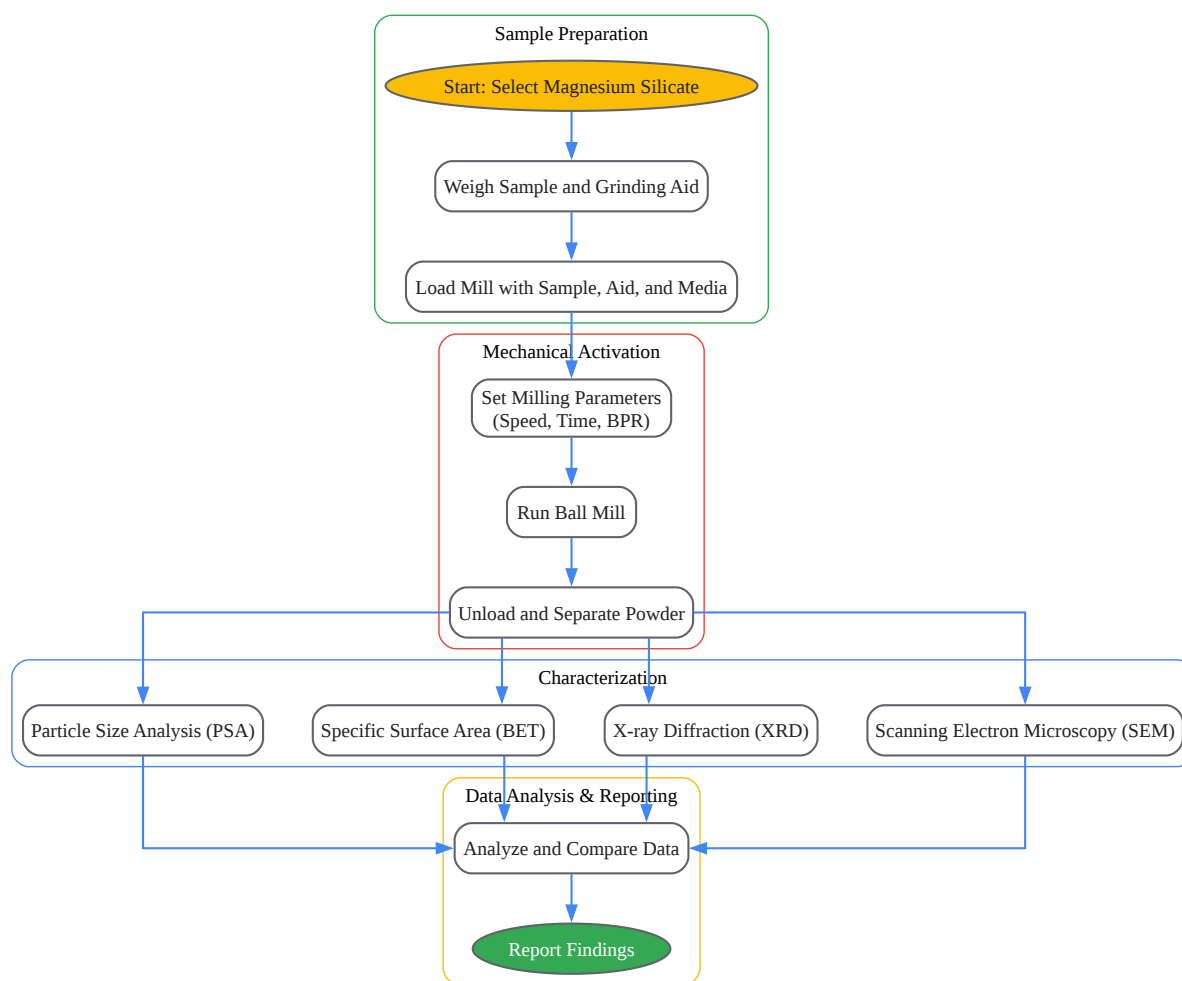 Sample Preparation
Start: Select Magnesium Silicate
Weigh Sample and Grinding Aid
Load Mill with Sample, Aid, and Media
Mechanical Activation
Set Milling Parameters
(Speed, Time, BPR)
Run Ball Mill
Unload and Separate Powder
Characterization
Particle Size Analysis (PSA)
Specific Surface Area (BET)
X-ray Diffraction (XRD)
Scanning Electron Microscopy (SEM)
Data Analysis & Reporting
Analyze and Compare Data
Report Findings